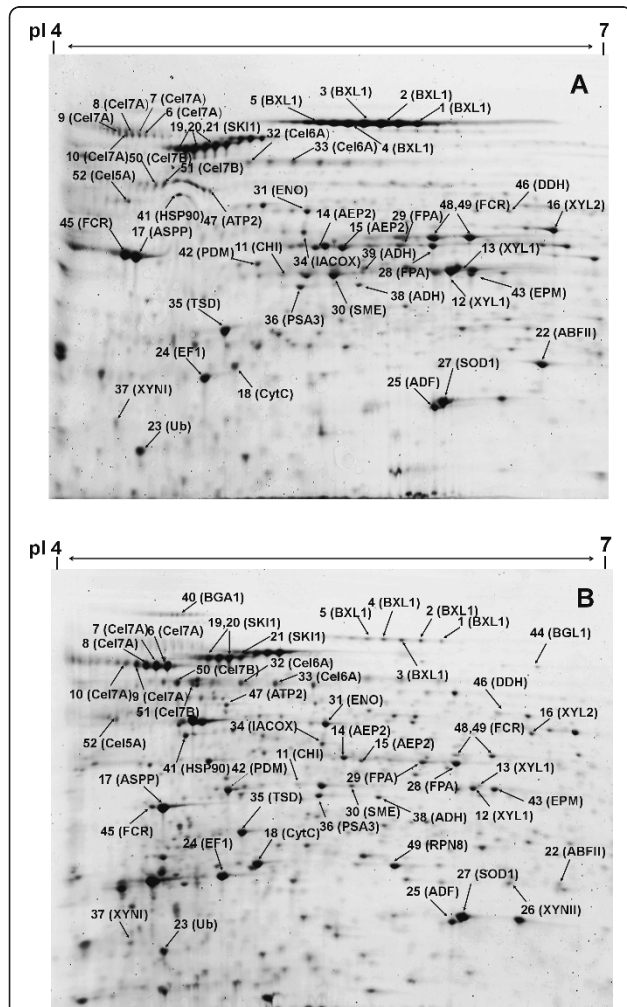 pI 4 7
A
3 (BXL1)
7 (Cel7A) 5 (BXL1) 2 (BXL1)
8 (Cel7A) 6 (Cel7A) 1 (BXL1)
9 (Cel7A) 19,20,21 (SKI1)
32 (Cel6A)
33 (Cel6A) 4 (BXL1)
10 (Cel7A) 50 (Cel7B)
51 (Cel7B)
52 (Cel5A)
31 (ENO) 46 (DDH)
41 (HSP90) 47 (ATP2) 48,49 (FCR) 16 (XYL2)
45 (FCR) 14 (AEP2) 29 (FPA)
17 (ASPP) 15 (AEP2)
42 (PDM) 11 (CHI) 39 (ADH) 13 (XYL1)
34 (IACOX) 28 (FPA)
30 (SME) 38 (ADH) 43 (EPM)
12 (XYL1)
35 (TSD) 36 (PSA3)
22 (ABFII)
24 (EF1)
37 (XYNI) 18 (CytC) 25 (ADF) 27 (SOD1)
23 (Ub)
pI 4 7
B
40 (BGA1)
4 (BXL1)
19,20 5 (BXL1) 2 (BXL1)
7 (Cel7A) 6 (Cel7A) 21 (SKI1) 1 (BXL1)
8 (Cel7A) 44 (BGL1)
3 (BXL1)
50 (Cel7B) 32 (Cel6A)
10 (Cel7A) 9 (Cel7A) 33 (Cel6A)
47 (ATP2) 46 (DDH)
51 (Cel7B) 31 (ENO)
34 (IACOX) 48,49 (FCR) 16 (XYL2)
52 (Cel5A) 14 (AEP2)
15 (AEP2)
41 (HSP90) 11 (CHI)
17 (ASPP) 42 (PDM) 29 (FPA) 28 (FPA) 13 (XYL1)
35 (TSD) 30 (SME) 43 (EPM)
45 (FCR) 36 (PSA3) 38 (ADH) 12 (XYL1)
18 (CytC)
24 (EF1) 49 (RPN8) 22 (ABFII)
27 (SOD1)
25 (ADF)
37 (XYNI) 26 (XYNII)
23 (Ub)